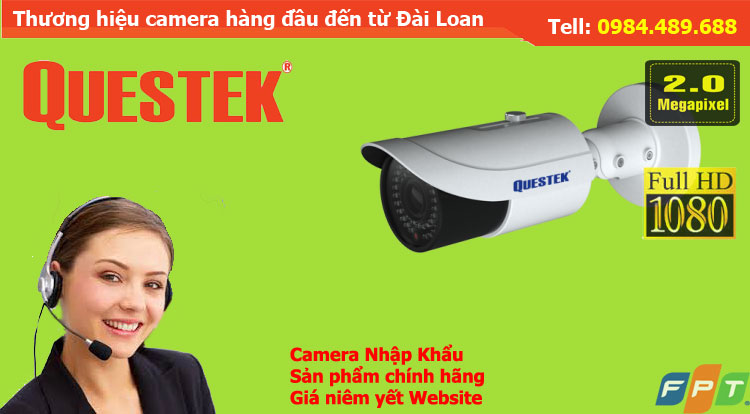 Thương hiệu camera hàng đầu đến từ Đài Loan
Tell: 0984.489.688
QUESTEK®
2.0
Megapixel
QUESTEK
Full HD
1080
Camera Nhập Khẩu
Sản phẩm chính hãng
Giá niêm yết Website
FPT